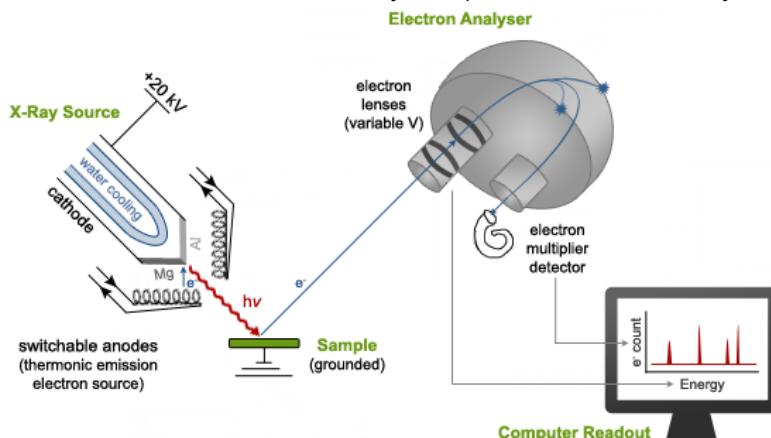 Electron Analyser
+20 kV
X-Ray Source
electron
lenses
(variable V)
water cooling
cathode
Al
Mg
e-
hν
e-
electron
multiplier
detector
switchable anodes
(thermonic emission
electron source)
Sample
(grounded)
e- count
Energy
Computer Readout